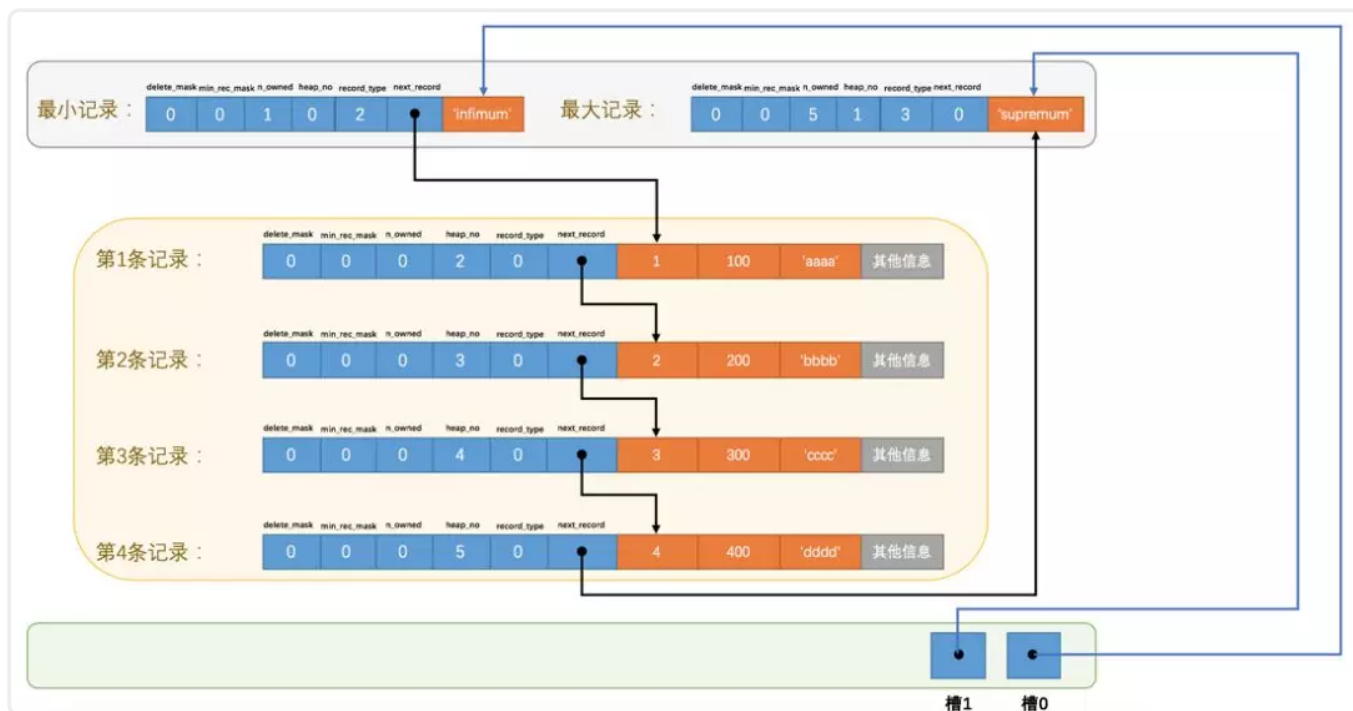 delete_mask min_rec_mask n_owned heap_no record_type next_record
最小记录： 0 0 1 0 2 'infimum'
delete_mask min_rec_mask n_owned heap_no record_type next_record
最大记录： 0 0 5 1 3 0 'supremum'
delete_mask min_rec_mask n_owned heap_no record_type next_record
第1条记录： 0 0 0 2 0 1 100 'aaaa' 其他信息
delete_mask min_rec_mask n_owned heap_no record_type next_record
第2条记录： 0 0 0 3 0 2 200 'bbbb' 其他信息
delete_mask min_rec_mask n_owned heap_no record_type next_record
第3条记录： 0 0 0 4 0 3 300 'cccc' 其他信息
delete_mask min_rec_mask n_owned heap_no record_type next_record
第4条记录： 0 0 0 5 0 4 400 'dddd' 其他信息
槽1 槽0